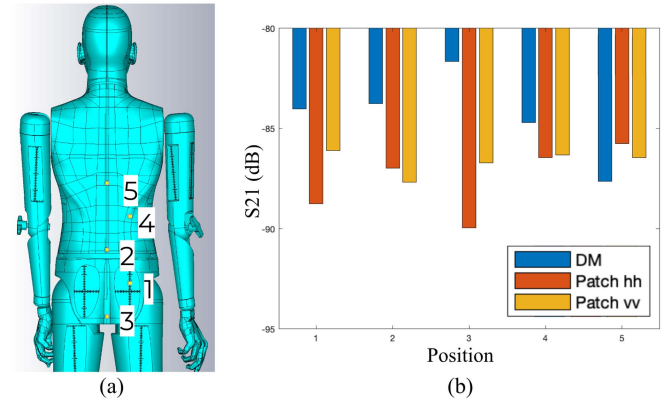 5
4
2
1
3
(a)
-80
-85
-90
-95
S21 (dB)
DM
Patch hh
Patch vv
1 2 3 4 5
Position
(b)